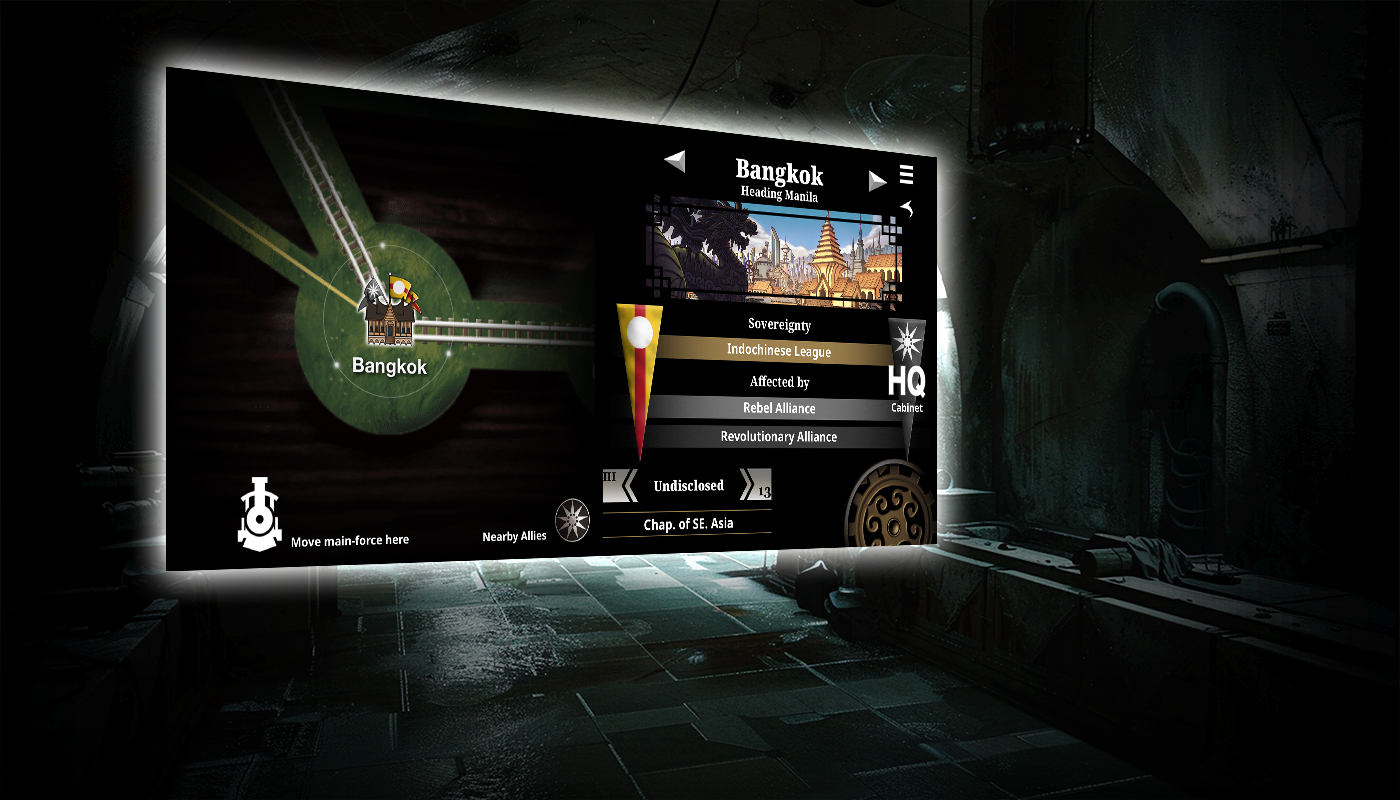 Bangkok
Heading Manila
Bangkok
Sovereignty
Indochinese League
Affected by
Rebel Alliance
Revolutionary Alliance
HQ
Cabinet
III
Undisclosed
13
Chap. of SE. Asia
Move main-force here
Nearby Allies